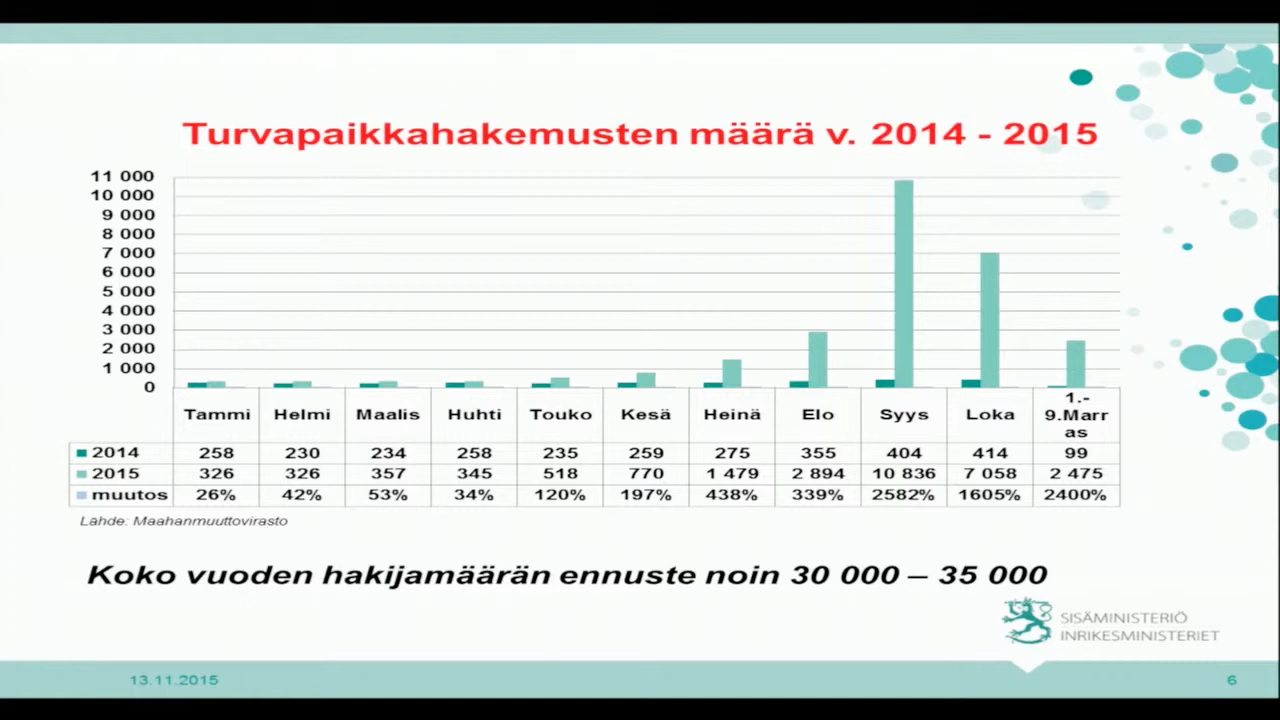 Turvapaikkahakemusten määrä v. 2014 - 2015
11 000
10 000
9 000
8 000
7 000
6 000
5 000
4 000
3 000
2 000
1 000
0
Tammi Helmi Maalis Huhti Touko Kesä Heinä Elo Syys Loka 1.-
9.Marr
as
2014 258 230 234 258 235 259 275 355 404 414 99
2015 326 326 357 345 518 770 1 479 2 894 10 836 7 058 2 475
muutos 26% 42% 53% 34% 120% 197% 438% 339% 2582% 1605% 2400%
Lähde: Maahanmuuttovirasto
Koko vuoden hakijamäärän ennuste noin 30 000 – 35 000
SISÄMINISTERIÖ
INRIKESMINISTERIET
13.11.2015 6